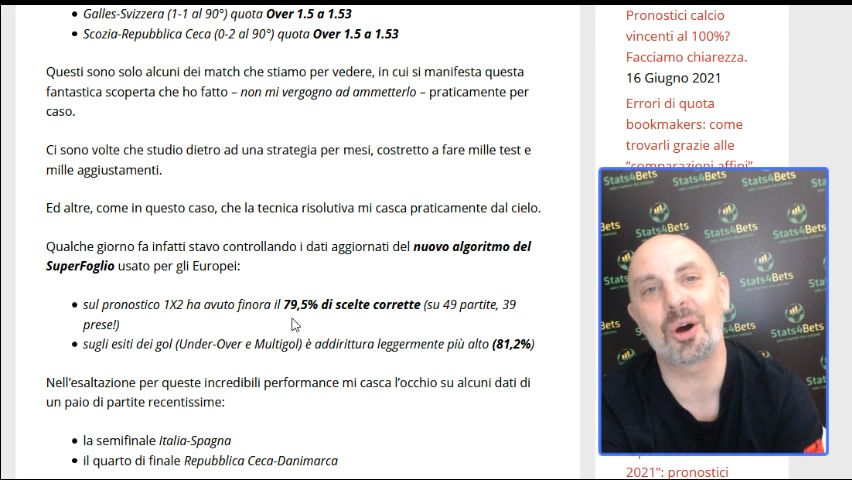 Galles-Svizzera (1-1 al 90°) quota Over 1.5 a 1.53
Scozia-Repubblica Ceca (0-2 al 90°) quota Over 1.5 a 1.53
Questi sono solo alcuni dei match che stiamo per vedere, in cui si manifesta questa
fantastica scoperta che ho fatto – non mi vergogno ad ammetterlo – praticamente per
caso.
Ci sono volte che studio dietro ad una strategia per mesi, costretto a fare mille test e
mille aggiustamenti.
Ed altre, come in questo caso, che la tecnica risolutiva mi casca praticamente dal cielo.
Qualche giorno fa infatti stavo controllando i dati aggiornati del nuovo algoritmo del
SuperFoglio usato per gli Europei:
sul pronostico 1X2 ha avuto finora il 79,5% di scelte corrette (su 49 partite, 39
prese!)
sugli esiti dei gol (Under-Over e Multigol) è addirittura leggermente più alto (81,2%)
Nell'esaltazione per queste incredibili performance mi casca l'occhio su alcuni dati di
un paio di partite recentissime:
la semifinale Italia-Spagna
il quarto di finale Repubblica Ceca-Danimarca
Pronostici calcio
vincenti al 100%?
Facciamo chiarezza.
16 Giugno 2021
Errori di quota
bookmakers: come
trovarli grazie alle
“comparazioni affini”
Stats4Bets
Stats4Bets
Stats4Bets
Stats4Bets
Stats4Bets
Stats4Bets
Stats4Bets
2021”: pronostici